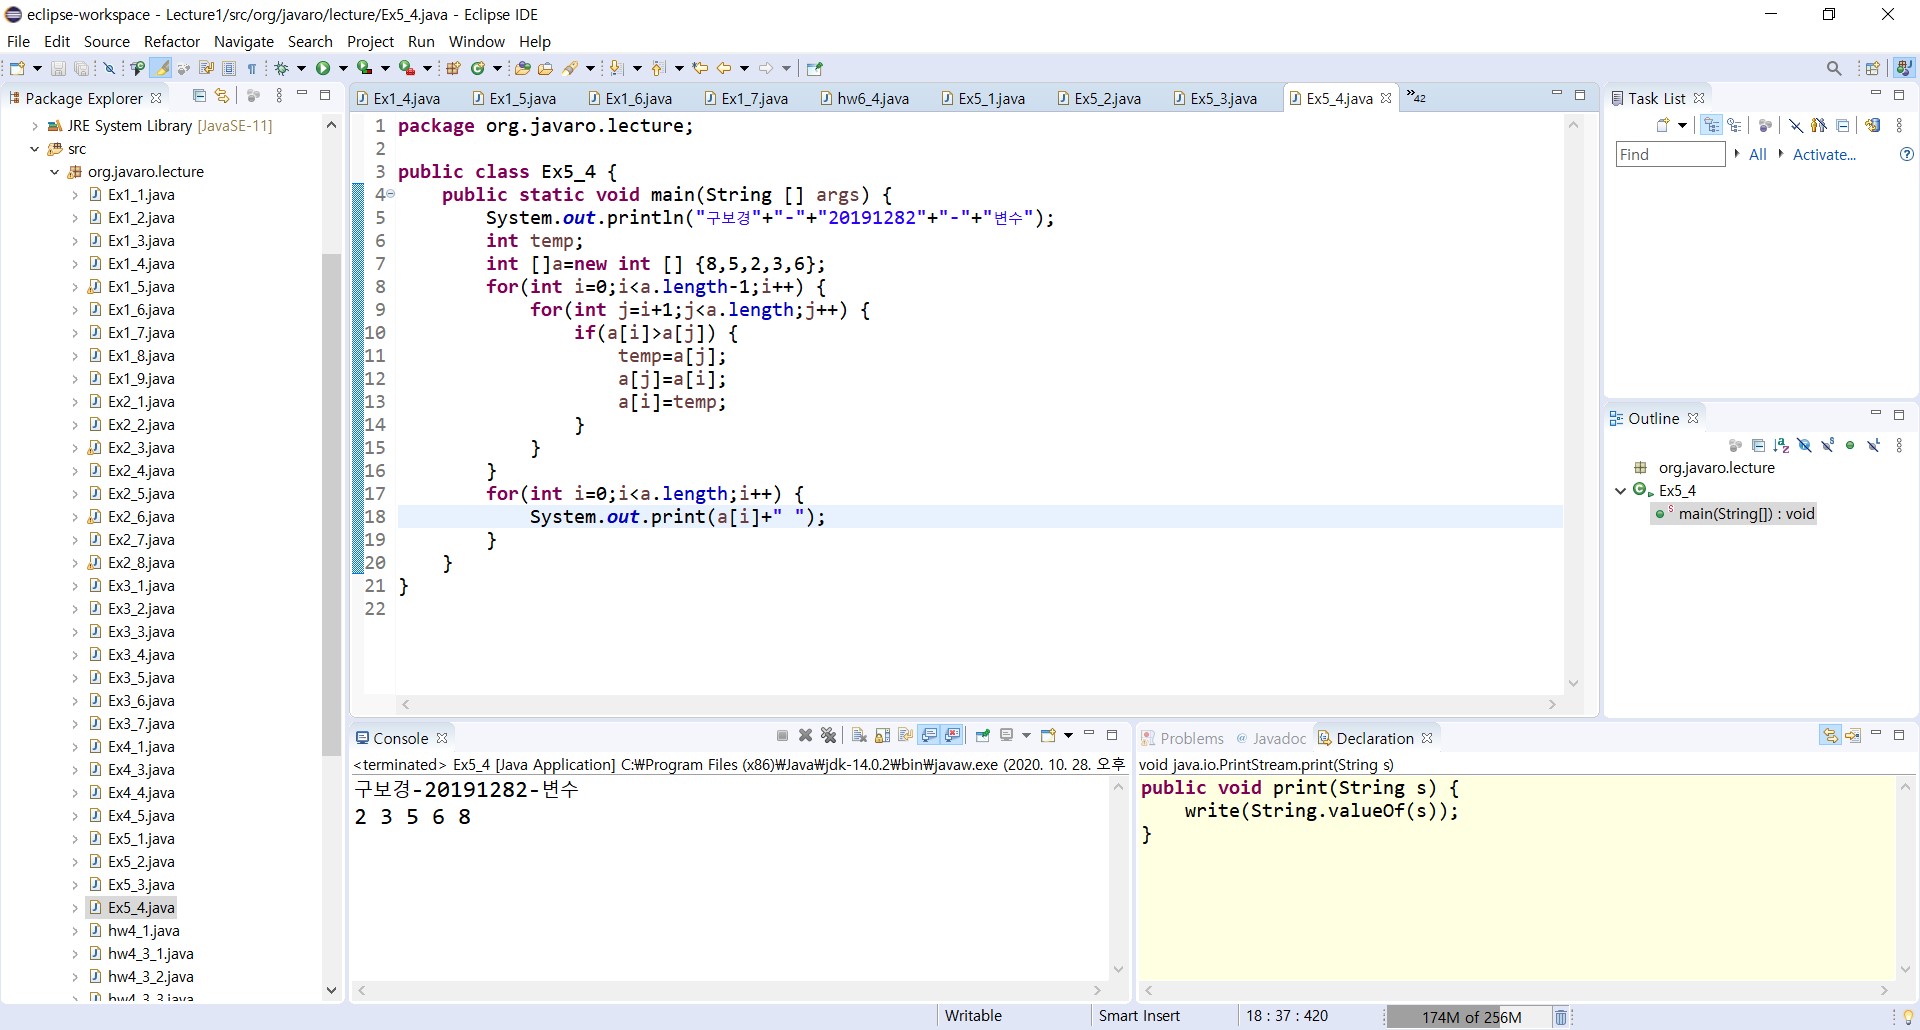 eclipse-workspace - Lecture1/src/org/javaro/lecture/Ex5_4.java - Eclipse IDE
File Edit Source Refactor Navigate Search Project Run Window Help
Package Explorer
JRE System Library [JavaSE-11]
src
org.javaro.lecture
Ex1_1.java
Ex1_2.java
Ex1_3.java
Ex1_4.java
Ex1_5.java
Ex1_6.java
Ex1_7.java
Ex1_8.java
Ex1_9.java
Ex2_1.java
Ex2_2.java
Ex2_3.java
Ex2_4.java
Ex2_5.java
Ex2_6.java
Ex2_7.java
Ex2_8.java
Ex3_1.java
Ex3_2.java
Ex3_3.java
Ex3_4.java
Ex3_5.java
Ex3_6.java
Ex3_7.java
Ex4_1.java
Ex4_3.java
Ex4_4.java
Ex4_5.java
Ex5_1.java
Ex5_2.java
Ex5_3.java
Ex5_4.java
hw4_1.java
hw4_3_1.java
hw4_3_2.java
hw4_3_3.java
Ex1_4.java Ex1_5.java Ex1_6.java Ex1_7.java hw6_4.java Ex5_1.java Ex5_2.java Ex5_3.java Ex5_4.java »42
1 package org.javaro.lecture;
2
3 public class Ex5_4 {
4 public static void main(String [] args) {
5 System.out.println("구보경"+"-"+"20191282"+"-"+"변수");
6 int temp;
7 int []a=new int [] {8,5,2,3,6};
8 for(int i=0;i<a.length-1;i++) {
9 for(int j=i+1;j<a.length;j++) {
10 if(a[i]>a[j]) {
11 temp=a[j];
12 a[j]=a[i];
13 a[i]=temp;
14 }
15 }
16 }
17 for(int i=0;i<a.length;i++) {
18 System.out.print(a[i]+" ");
19 }
20 }
21 }
22
Task List
Find All Activate...
Outline
org.javaro.lecture
Ex5_4
main(String[]) : void
Console
<terminated> Ex5_4 [Java Application] C:₩Program Files (x86)₩Java₩jdk-14.0.2₩bin₩javaw.exe (2020. 10. 28. 오후
구보경-20191282-변수
2 3 5 6 8
Problems @ Javadoc Declaration
void java.io.PrintStream.print(String s)
public void print(String s) {
write(String.valueOf(s));
}
Writable Smart Insert 18 : 37 : 420 174M of 256M